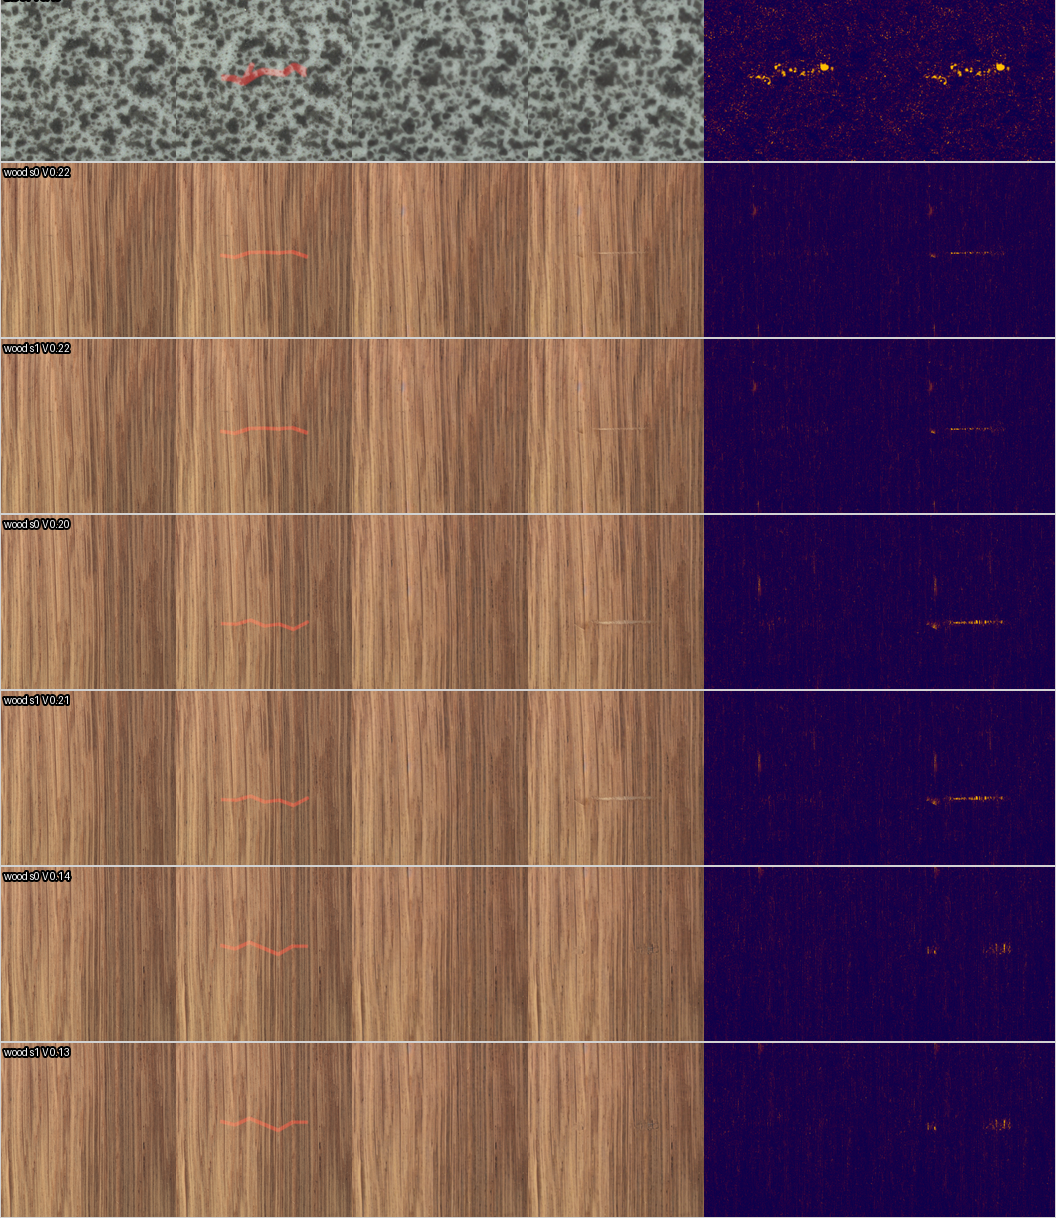 wood s0 V0.22
wood s1 V0.22
wood s0 V0.20
wood s1 V0.21
wood s0 V0.14
wood s1 V0.13